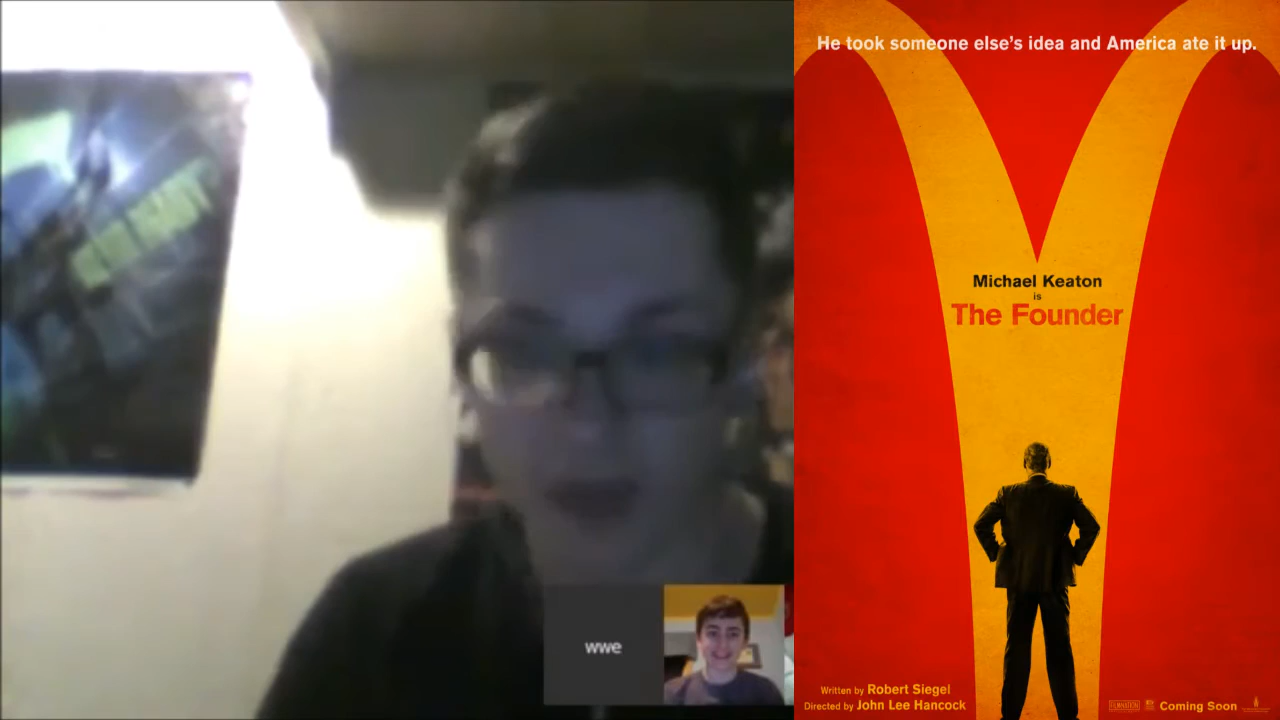 wwe
He took someone else's idea and America ate it up.
Michael Keaton
is
The Founder
Written by Robert Siegel
Directed by John Lee Hancock
Coming Soon